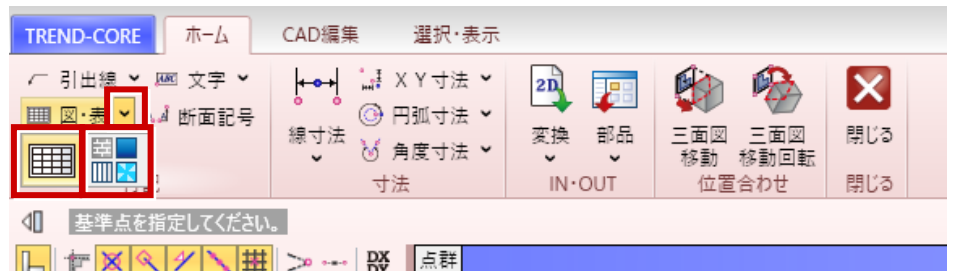 TREND-CORE ホーム CAD編集 選択・表示
引出線 ABC 文字 XY寸法 2D
図・表 断面記号 円弧寸法
線寸法 角度寸法 変換 部品 三面図移動 三面図移動回転 閉じる
寸法 IN・OUT 位置合わせ 閉じる
基準点を指定してください。
DX
DY
点群